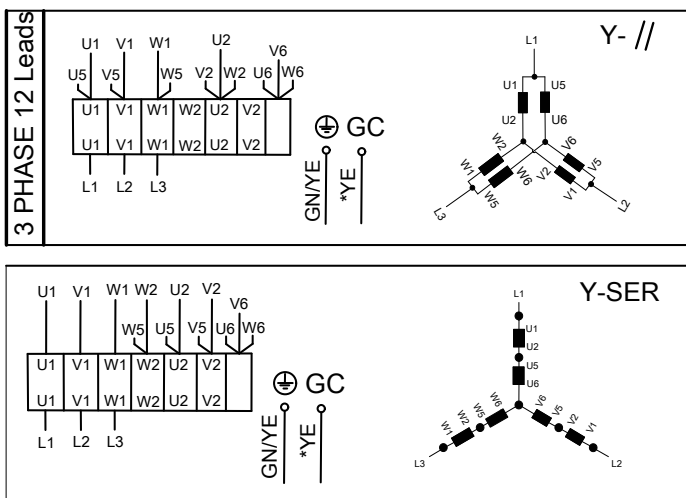 3 PHASE 12 Leads
Y- //
U1 V1 W1 U2 V6
U5 V5 W5 V2 W2 U6 W6
U1 V1 W1 W2 U2 V2
U1 V1 W1 W2 U2 V2
L1 L2 L3
GC
GN/YE
*YE
L1
U1 U5
U2 U6
W2 V6
W1 W6 V2 V5
W5 V1
L3 L2
Y-SER
U1 V1 W1 W2 U2 V2 V6
W5 U5 V5 U6 W6
U1 V1 W1 W2 U2 V2
U1 V1 W1 W2 U2 V2
L1 L2 L3
GC
GN/YE
*YE
L1
U1
U2
U5
U6
W1 W2 W5 W6 V6 V5 V2 V1
L3 L2